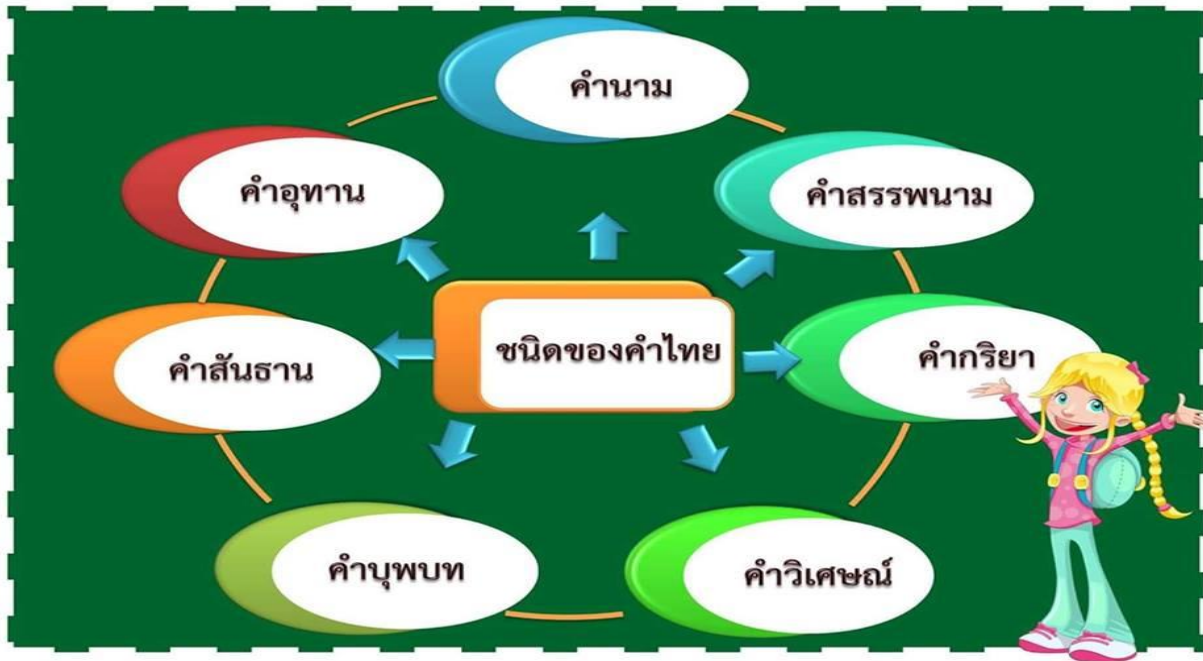 คำนาม
คำอุทาน
คำสรรพนาม
ชนิดของคำไทย
คำกริยา
คำสันธาน
คำบุพบท
คำวิเศษณ์